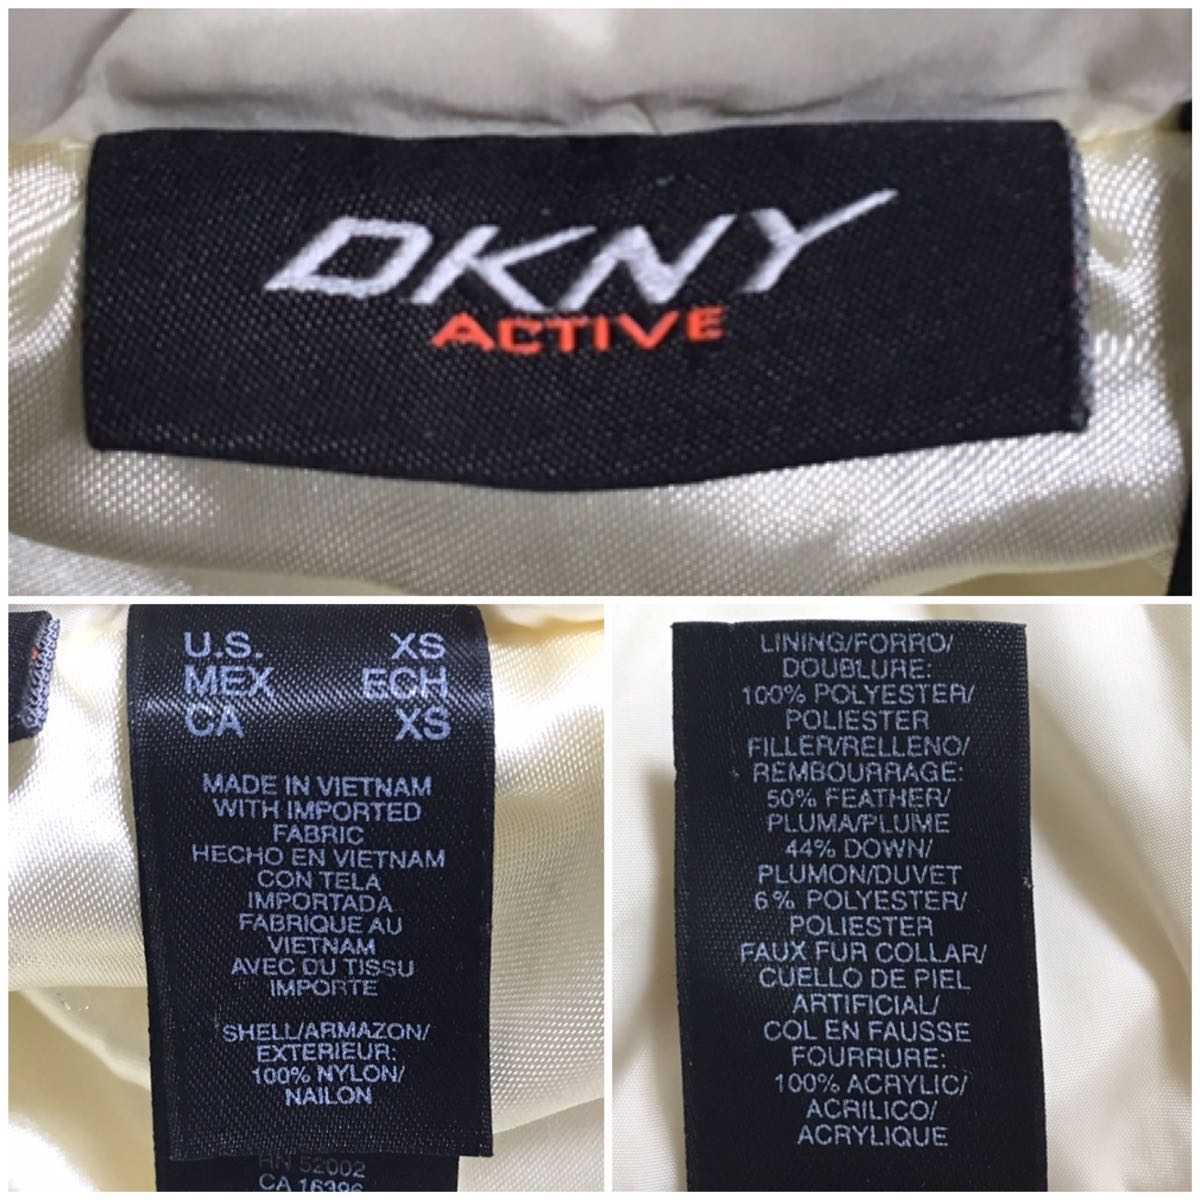 DKNY
ACTIVE
U.S. XS
MEX ECH
CA XS
MADE IN VIETNAM
WITH IMPORTED
FABRIC
HECHO EN VIETNAM
CON TELA
IMPORTADA
FABRIQUE AU
VIETNAM
AVEC DU TISSU
IMPORTE
SHELL/ARMAZON/
EXTERIEUR:
100% NYLON/
NAILON
RN 52002
CA 16396
LINING/FORRO/
DOUBLURE:
100% POLYESTER/
POLIESTER
FILLER/RELLENO/
REMBOURRAGE:
50% FEATHER/
PLUMA/PLUME
44% DOWN/
PLUMON/DUVET
6% POLYESTER/
POLIESTER
FAUX FUR COLLAR/
CUELLO DE PIEL
ARTIFICIAL/
COL EN FAUSSE
FOURRURE:
100% ACRYLIC/
ACRILICO/
ACRYLIQUE